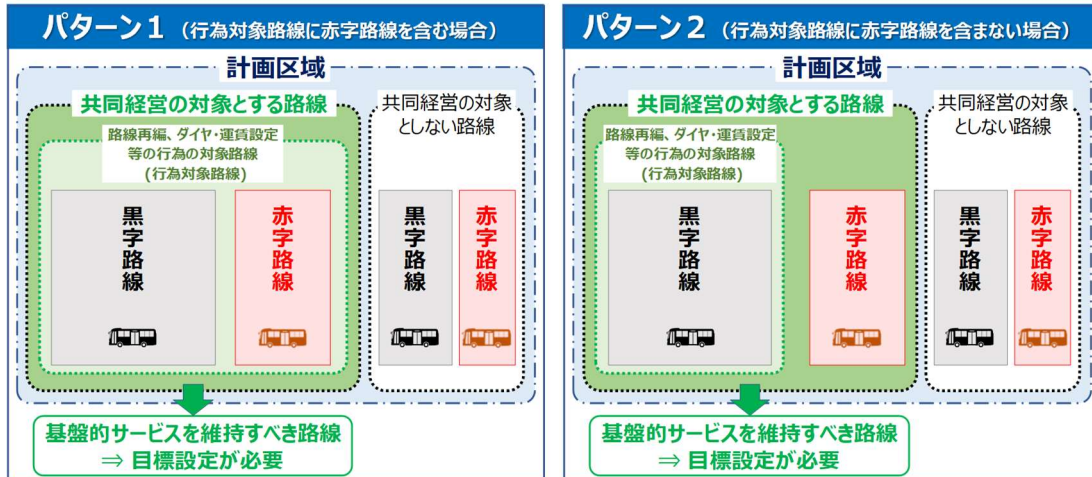 パターン1 (行為対象路線に赤字路線を含む場合)
計画区域
共同経営の対象とする路線
路線再編、ダイヤ・運賃設定
等の行為の対象路線
(行為対象路線)
黒字路線
赤字路線
共同経営の対象
としない路線
黒字路線
赤字路線
基盤的サービスを維持すべき路線
⇒ 目標設定が必要
パターン2 (行為対象路線に赤字路線を含まない場合)
計画区域
共同経営の対象とする路線
路線再編、ダイヤ・運賃設定
等の行為の対象路線
(行為対象路線)
黒字路線
赤字路線
共同経営の対象
としない路線
黒字路線
赤字路線
基盤的サービスを維持すべき路線
⇒ 目標設定が必要